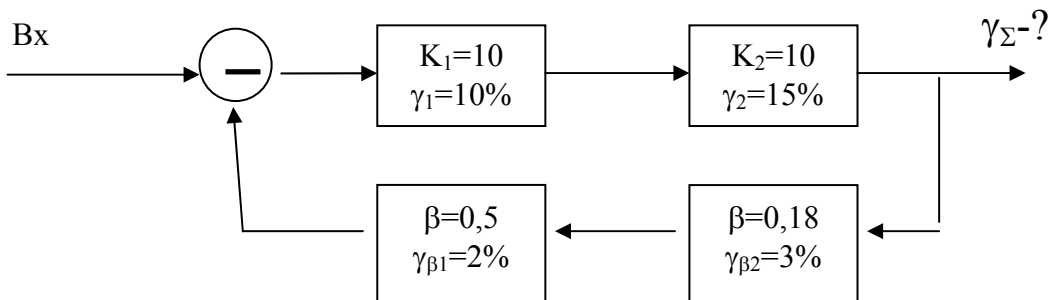 Вх
γΣ-?
K1=10
γ1=10%
K2=10
γ2=15%
β=0,5
γβ1=2%
β=0,18
γβ2=3%